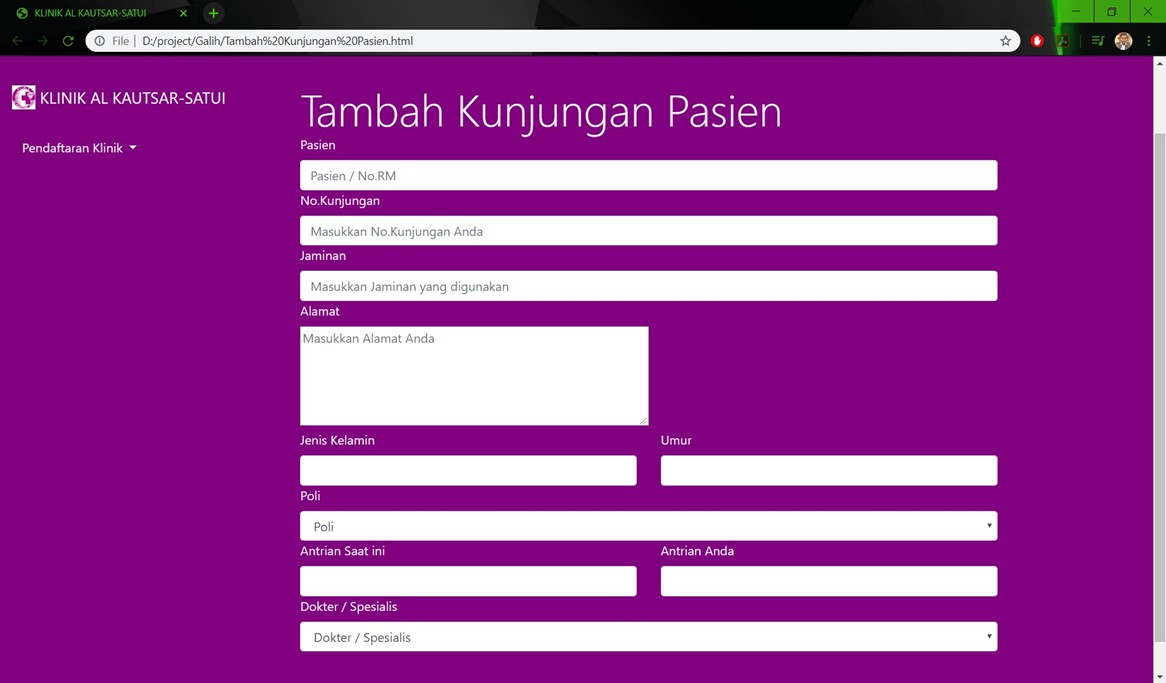 KLINIK AL KAUTSAR-SATUI
File | D:/project/Galih/Tambah%20Kunjungan%20Pasien.html
KLINIK AL KAUTSAR-SATUI
Pendaftaran Klinik
Tambah Kunjungan Pasien
Pasien
Pasien / No.RM
No.Kunjungan
Masukkan No.Kunjungan Anda
Jaminan
Masukkan Jaminan yang digunakan
Alamat
Masukkan Alamat Anda
Jenis Kelamin Umur
Poli
Poli
Antrian Saat ini Antrian Anda
Dokter / Spesialis
Dokter / Spesialis